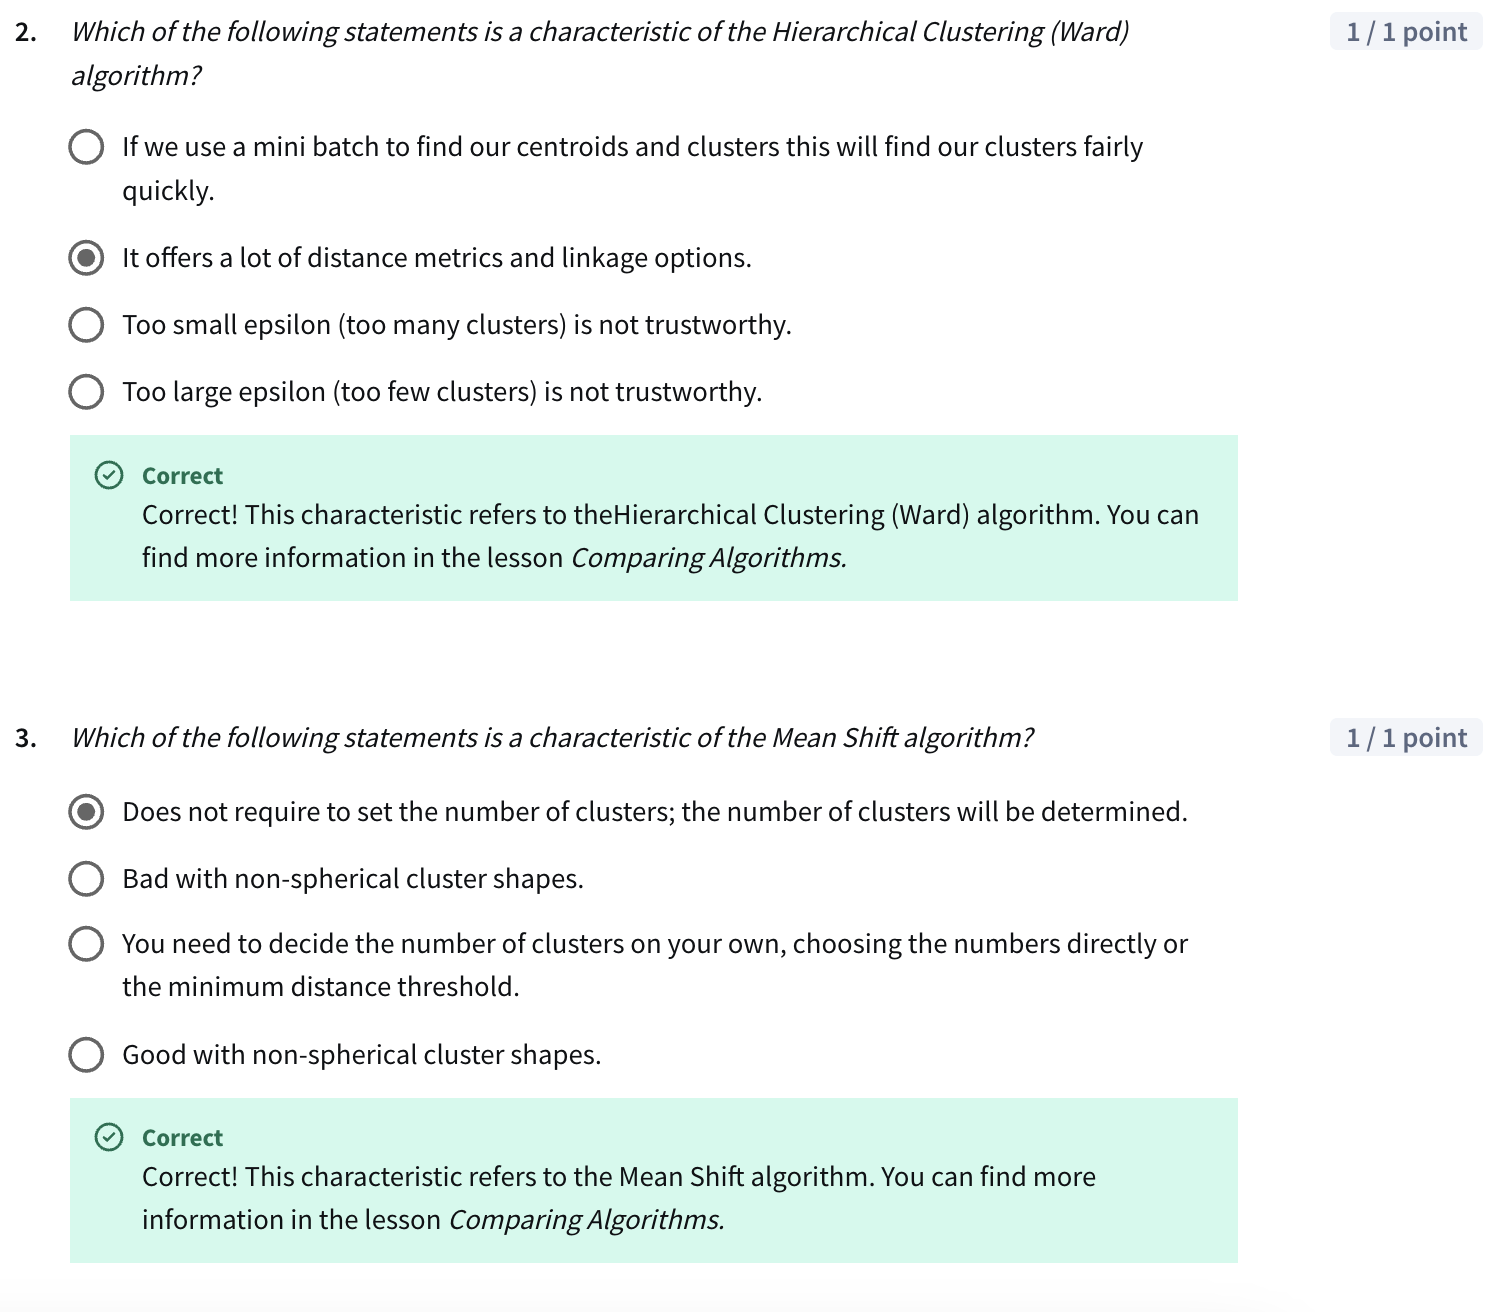 2. Which of the following statements is a characteristic of the Hierarchical Clustering (Ward) 1 / 1 point
algorithm?
If we use a mini batch to find our centroids and clusters this will find our clusters fairly
quickly.
It offers a lot of distance metrics and linkage options.
Too small epsilon (too many clusters) is not trustworthy.
Too large epsilon (too few clusters) is not trustworthy.
Correct
Correct! This characteristic refers to theHierarchical Clustering (Ward) algorithm. You can
find more information in the lesson Comparing Algorithms.
3. Which of the following statements is a characteristic of the Mean Shift algorithm? 1 / 1 point
Does not require to set the number of clusters; the number of clusters will be determined.
Bad with non-spherical cluster shapes.
You need to decide the number of clusters on your own, choosing the numbers directly or
the minimum distance threshold.
Good with non-spherical cluster shapes.
Correct
Correct! This characteristic refers to the Mean Shift algorithm. You can find more
information in the lesson Comparing Algorithms.